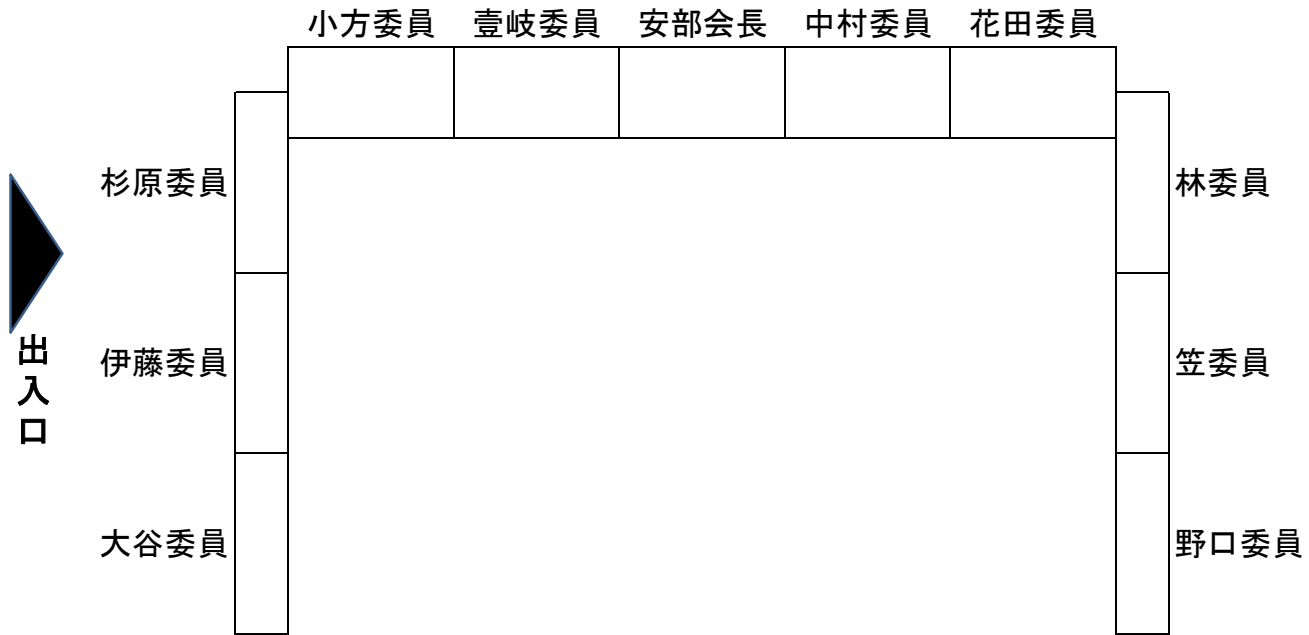 小方委員 壹岐委員 安部会長 中村委員 花田委員
杉原委員
林委員
出入口
伊藤委員
笠委員
大谷委員
野口委員